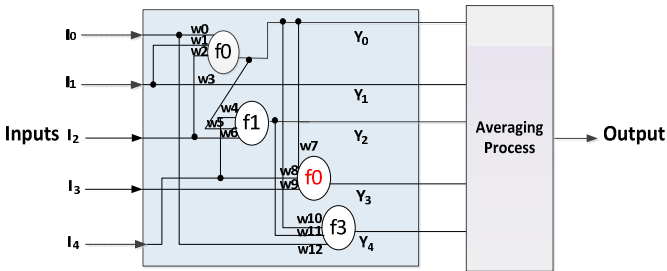 I0
w0
w1
w2
f0
Y0
I1
w3
Y1
w4
w5
w6
f1
Inputs
I2
Y2
Averaging
Process
Output
w7
w8
w9
f0
I3
Y3
w10
w11
w12
f3
I4
Y4